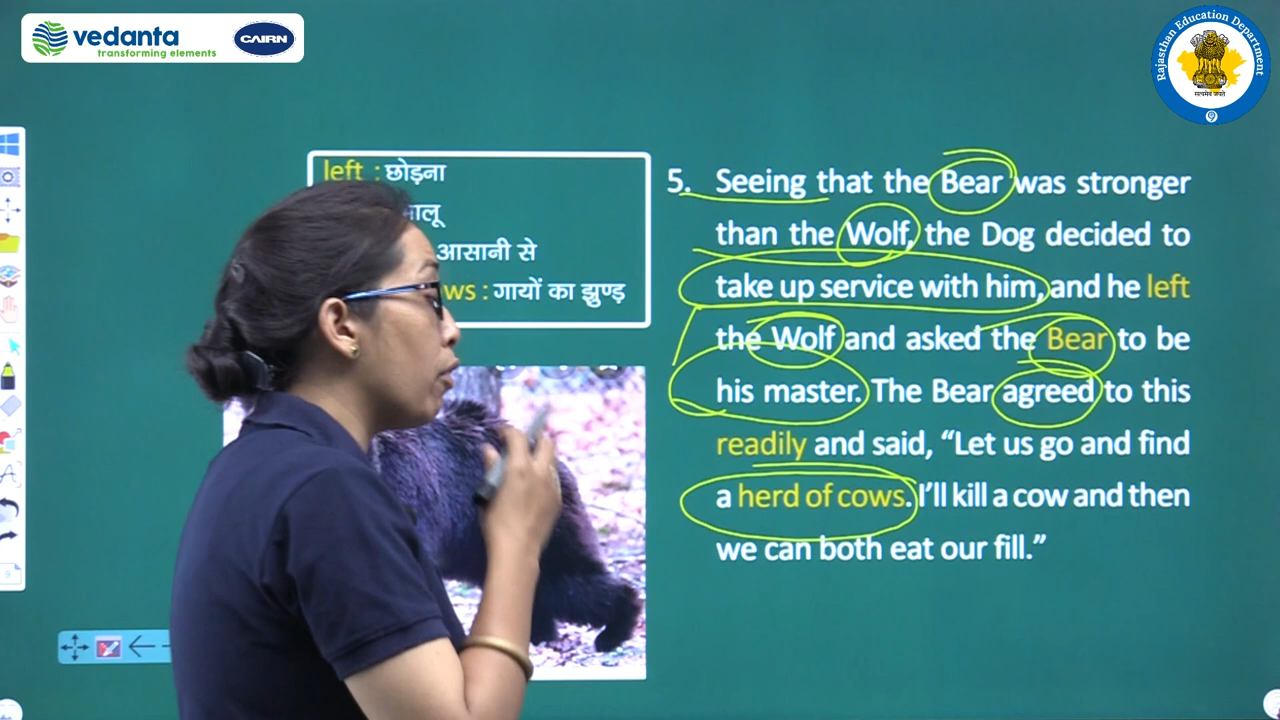 vedanta
transforming elements
CAIRN
Rajasthan Education Department
सत्यमेव जयते
left : छोड़ना
आसानी से
ws : गायों का झुण्ड
5. Seeing that the Bear was stronger
than the Wolf, the Dog decided to
take up service with him, and he left
the Wolf and asked the Bear to be
his master. The Bear agreed to this
readily and said, “Let us go and find
a herd of cows. I’ll kill a cow and then
we can both eat our fill.”
9